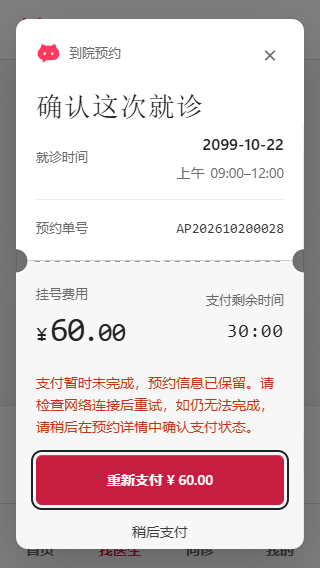 到院预约
×
确认这次就诊
就诊时间
2099-10-22
上午 09:00–12:00
预约单号
AP202610200028
挂号费用
支付剩余时间
¥60.00
30:00
支付暂时未完成，预约信息已保留。请
检查网络连接后重试，如仍无法完成，
请稍后在预约详情中确认支付状态。
重新支付 ¥ 60.00
稍后支付
首页 找医生 问诊 我的